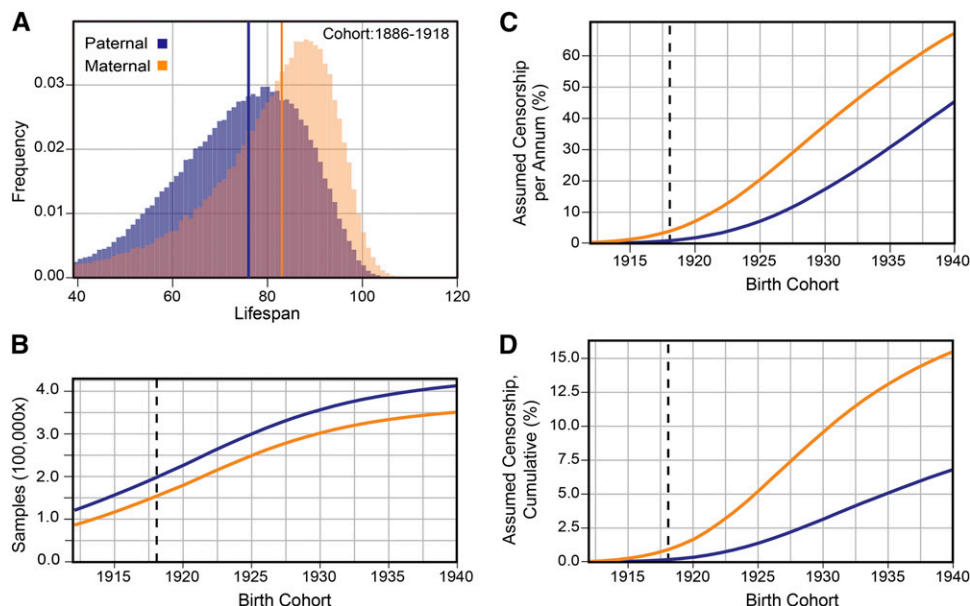 A
Cohort:1886-1918
Paternal
Maternal
Frequency
0.03
0.02
0.01
0.00
40 60 80 100 120
Lifespan
B
Samples (100,000x)
4.0
3.0
2.0
1.0
0.0
1915 1920 1925 1930 1935 1940
Birth Cohort
C
Assumed Censorship
per Annum (%)
60
50
40
30
20
10
0
1915 1920 1925 1930 1935 1940
Birth Cohort
D
Assumed Censorship,
Cumulative (%)
15.0
12.5
10.0
7.5
5.0
2.5
0.0
1915 1920 1925 1930 1935 1940
Birth Cohort